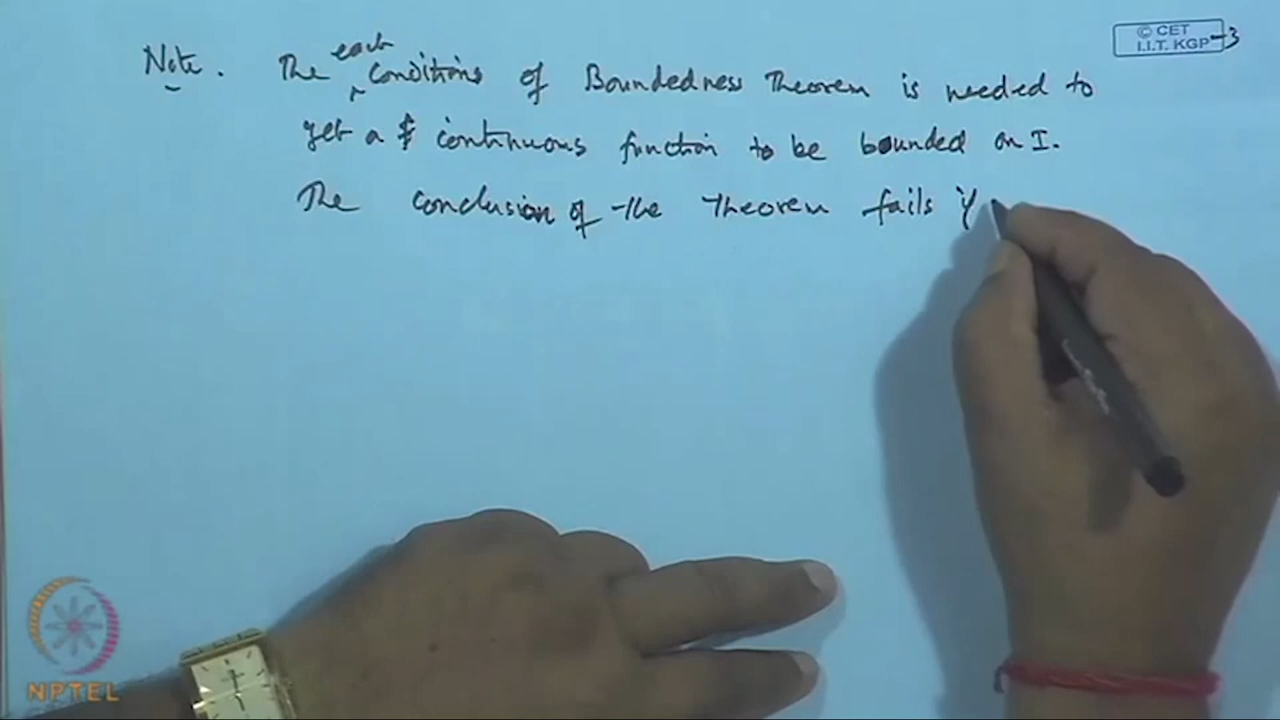 © CET
I.I.T. KGP -3
Note. The each conditions of Boundedness Theorem is needed to
get a f continuous function to be bounded on I.
The conclusion of the Theorem fails if
NPTEL